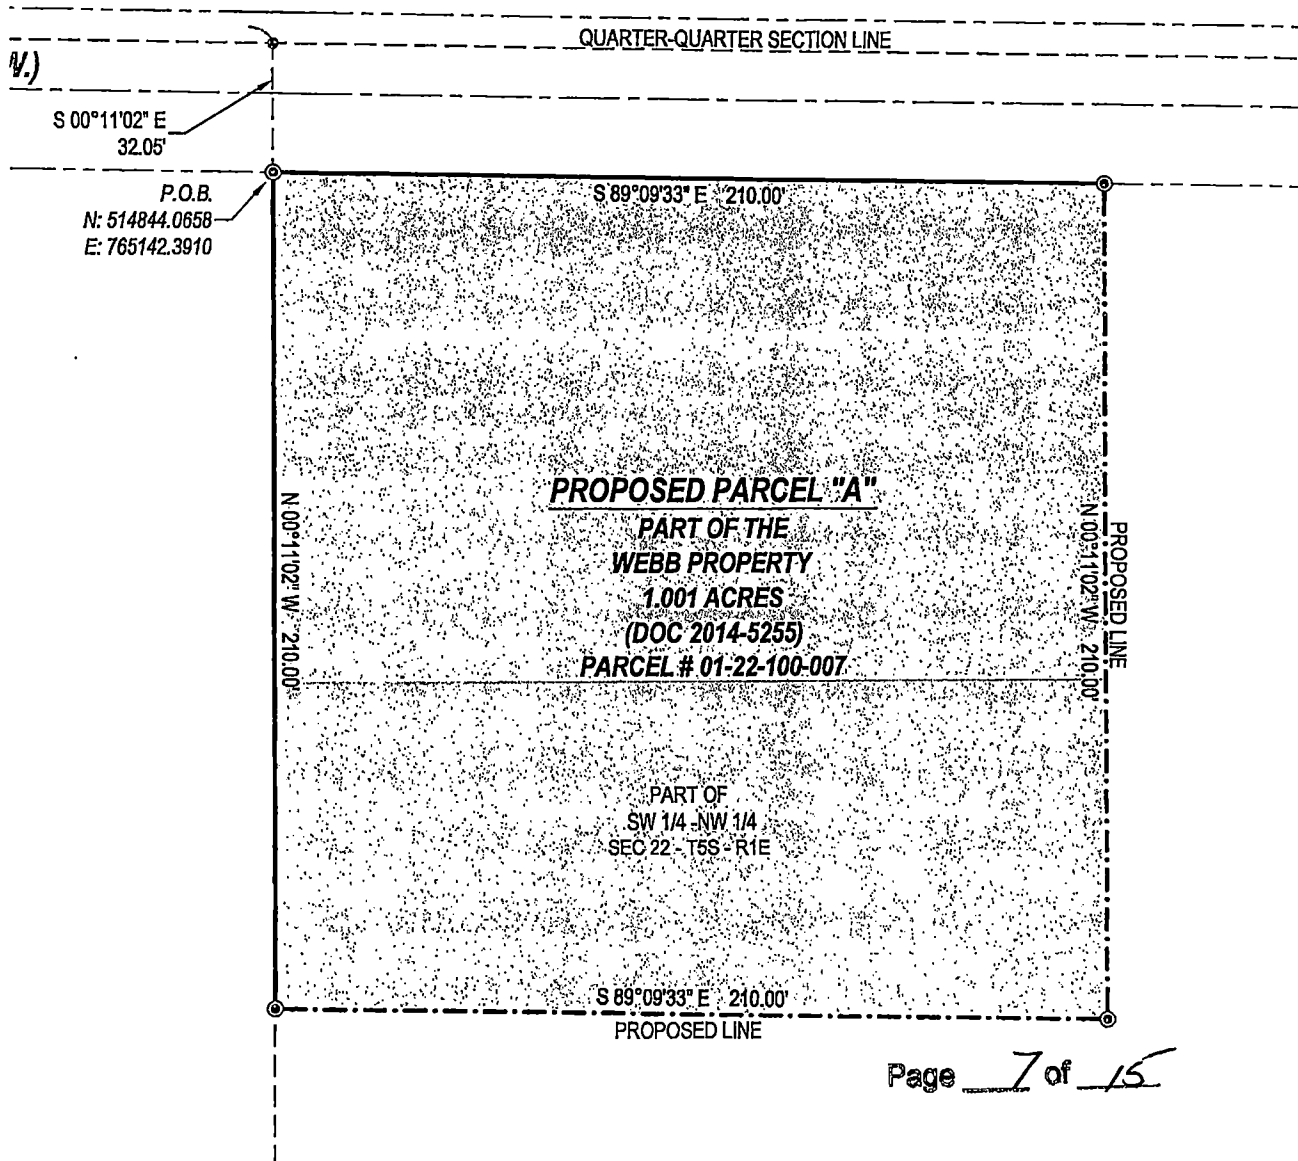 QUARTER-QUARTER SECTION LINE
S 00°11'02" E
32.05'
P.O.B.
N: 514844.0658
E: 765142.3910
S 89°09'33" E 210.00'
N 00°11'02" W 210.00'
PROPOSED PARCEL "A"
PART OF THE
WEBB PROPERTY
1.001 ACRES
(DOC 2014-5255)
PARCEL # 01-22-100-007
N 00°11'02" W 210.00'
PROPOSED LINE
PART OF
SW 1/4 -NW 1/4
SEC 22 - T5S - R1E
S 89°09'33" E 210.00'
PROPOSED LINE
Page 7 of 15